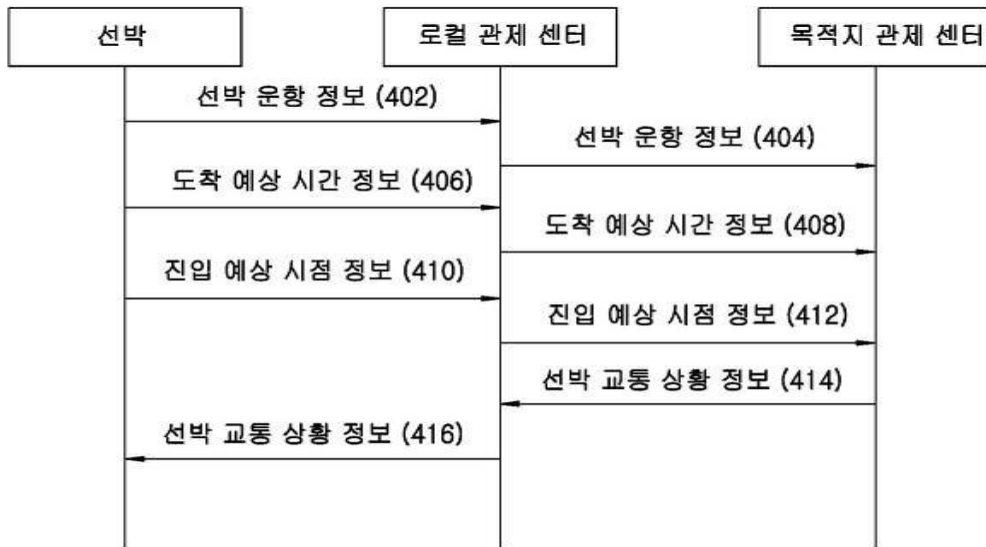 선박
로컬 관제 센터
목적지 관제 센터
선박 운항 정보 (402)
선박 운항 정보 (404)
도착 예상 시간 정보 (406)
도착 예상 시간 정보 (408)
진입 예상 시점 정보 (410)
진입 예상 시점 정보 (412)
선박 교통 상황 정보 (414)
선박 교통 상황 정보 (416)